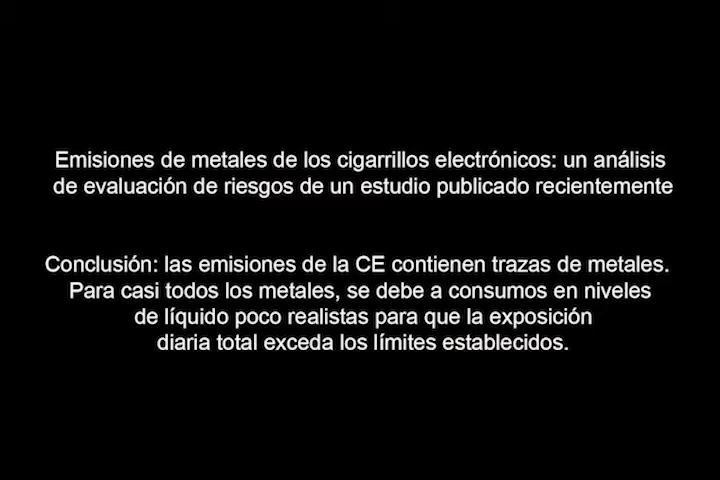 Emisiones de metales de los cigarrillos electrónicos: un análisis
de evaluación de riesgos de un estudio publicado recientemente
Conclusión: las emisiones de la CE contienen trazas de metales.
Para casi todos los metales, se debe a consumos en niveles
de líquido poco realistas para que la exposición
diaria total exceda los límites establecidos.